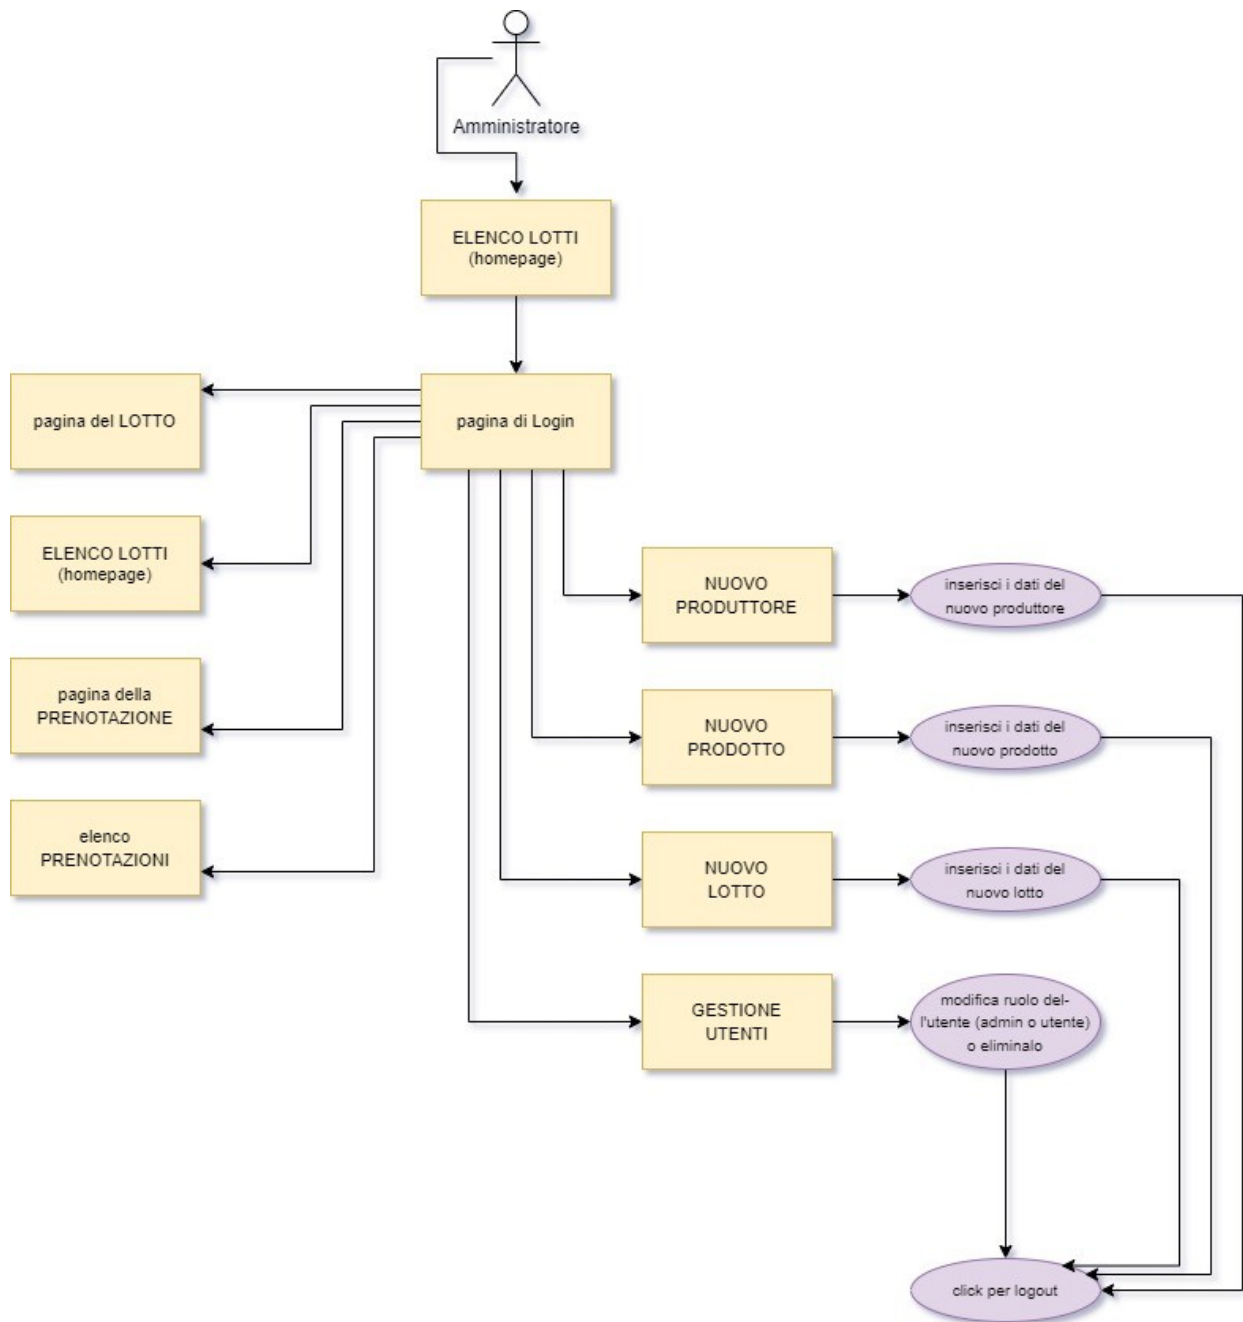 Amministratore
ELENCO LOTTI
(homepage)
pagina di Login
pagina del LOTTO
ELENCO LOTTI
(homepage)
pagina della
PRENOTAZIONE
elenco
PRENOTAZIONI
NUOVO
PRODUTTORE
inserisci i dati del
nuovo produttore
NUOVO
PRODOTTO
inserisci i dati del
nuovo prodotto
NUOVO
LOTTO
inserisci i dati del
nuovo lotto
GESTIONE
UTENTI
modifica ruolo del-
l'utente (admin o utente)
o eliminalo
click per logout